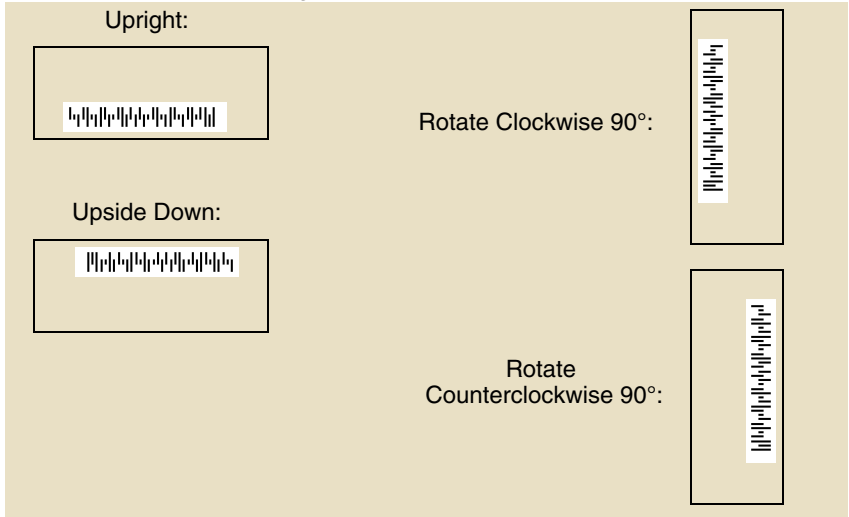 Upright:
Rotate Clockwise 90°:
Upside Down:
Rotate
Counterclockwise 90°: